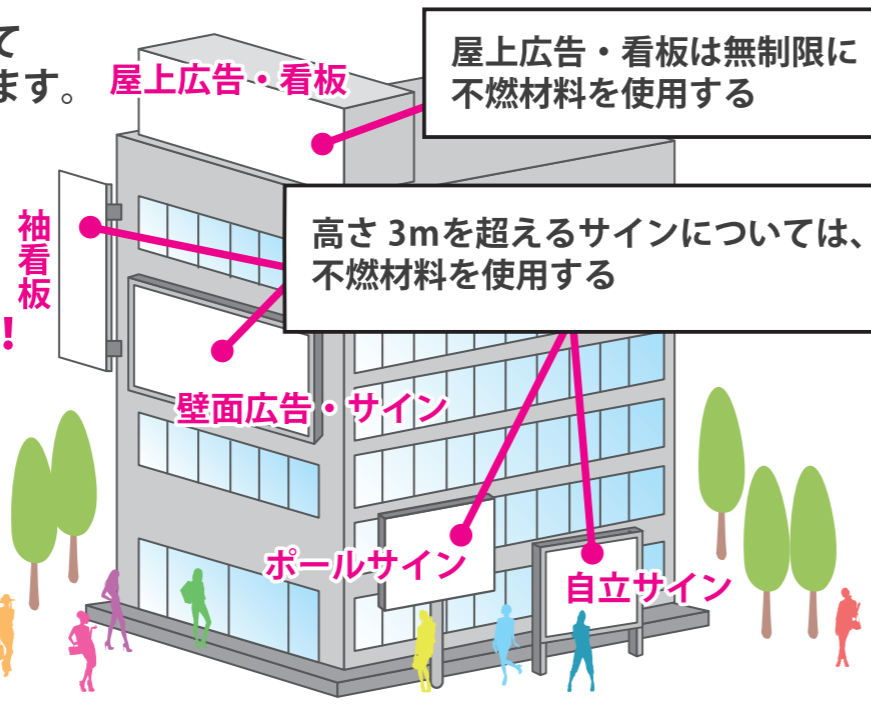 て
ます。
屋上広告・看板
屋上広告・看板は無制限に
不燃材料を使用する
袖看板
!
高さ 3mを超えるサインについては、
不燃材料を使用する
壁面広告・サイン
ポールサイン
自立サイン